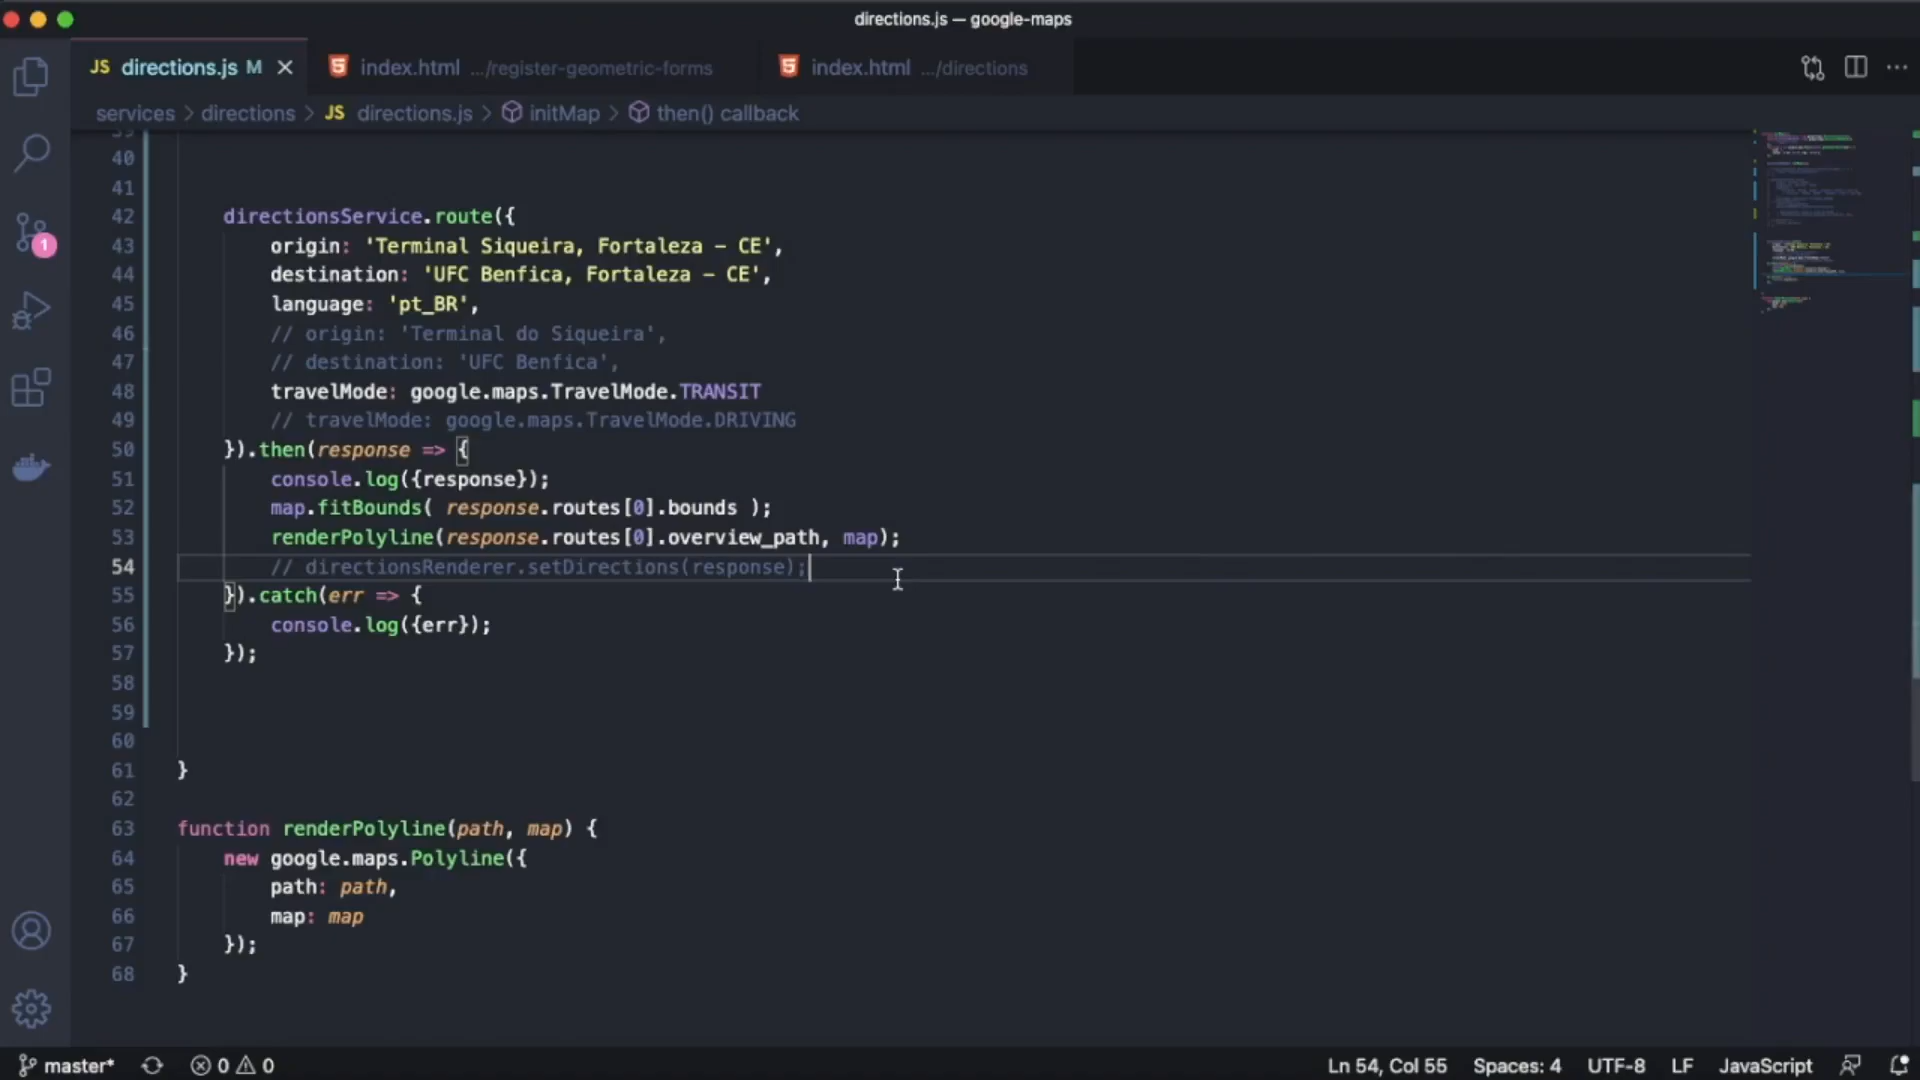 directions.js — google-maps
JS directions.js M index.html .../register-geometric-forms index.html .../directions
services > directions > JS directions.js > initMap > then() callback
39
40
41
42 directionsService.route({
43 origin: 'Terminal Siqueira, Fortaleza - CE',
44 destination: 'UFC Benfica, Fortaleza - CE',
45 language: 'pt_BR',
46 // origin: 'Terminal do Siqueira',
47 // destination: 'UFC Benfica',
48 travelMode: google.maps.TravelMode.TRANSIT
49 // travelMode: google.maps.TravelMode.DRIVING
50 }).then(response => {
51 console.log({response});
52 map.fitBounds( response.routes[0].bounds );
53 renderPolyline(response.routes[0].overview_path, map);
54 // directionsRenderer.setDirections(response);
55 }).catch(err => {
56 console.log({err});
57 });
58
59
60
61 }
62
63 function renderPolyline(path, map) {
64 new google.maps.Polyline({
65 path: path,
66 map: map
67 });
68 }
1
master* 0 0 Ln 54, Col 55 Spaces: 4 UTF-8 LF JavaScript